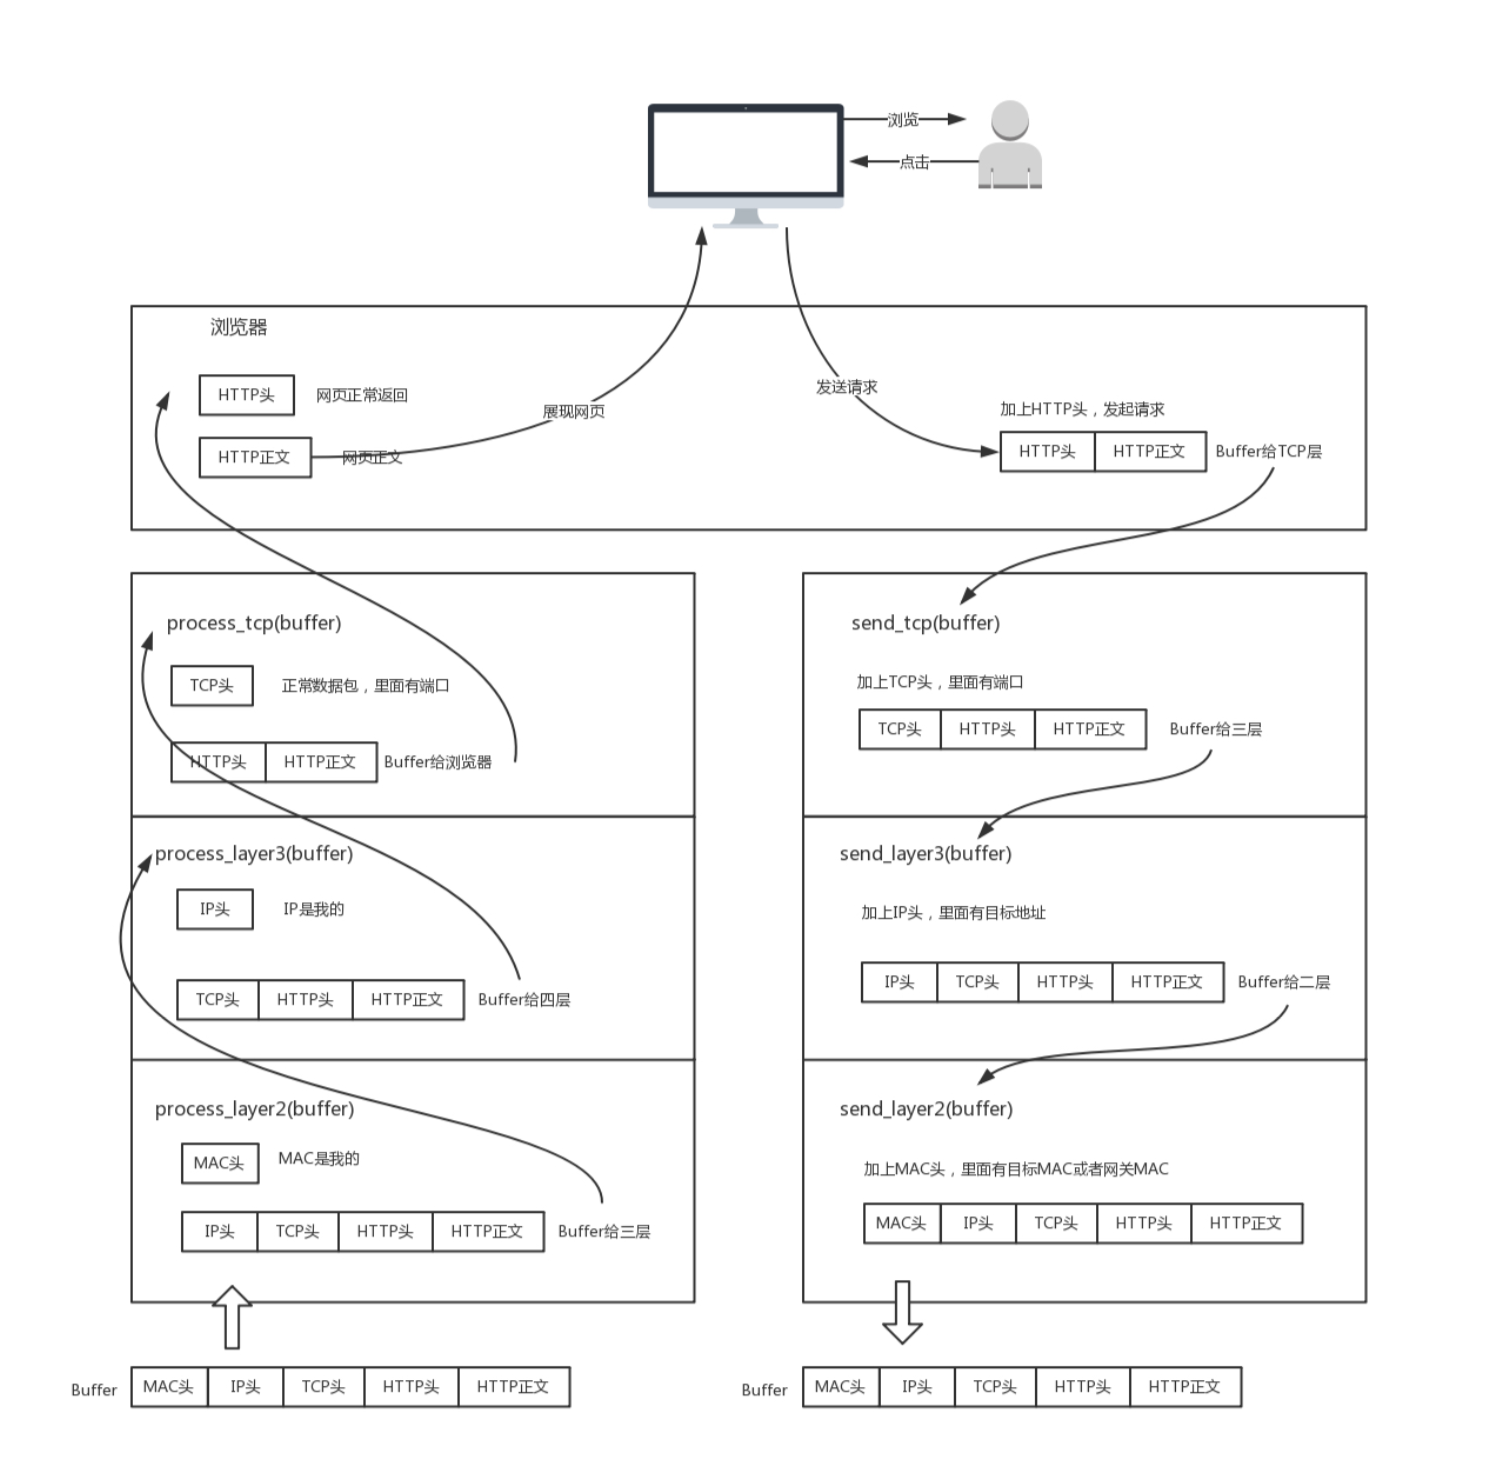 浏览
点击
浏览器
HTTP头
网页正常返回
HTTP正文
网页正文
展现网页
发送请求
加上HTTP头，发起请求
HTTP头 HTTP正文 Buffer给TCP层
process_tcp(buffer)
TCP头
正常数据包，里面有端口
HTTP头 HTTP正文 Buffer给浏览器
process_layer3(buffer)
IP头
IP是我的
TCP头 HTTP头 HTTP正文 Buffer给四层
process_layer2(buffer)
MAC头
MAC是我的
IP头 TCP头 HTTP头 HTTP正文 Buffer给三层
Buffer MAC头 IP头 TCP头 HTTP头 HTTP正文
send_tcp(buffer)
加上TCP头，里面有端口
TCP头 HTTP头 HTTP正文 Buffer给三层
send_layer3(buffer)
加上IP头，里面有目标地址
IP头 TCP头 HTTP头 HTTP正文 Buffer给二层
send_layer2(buffer)
加上MAC头，里面有目标MAC或者网关MAC
MAC头 IP头 TCP头 HTTP头 HTTP正文
Buffer MAC头 IP头 TCP头 HTTP头 HTTP正文